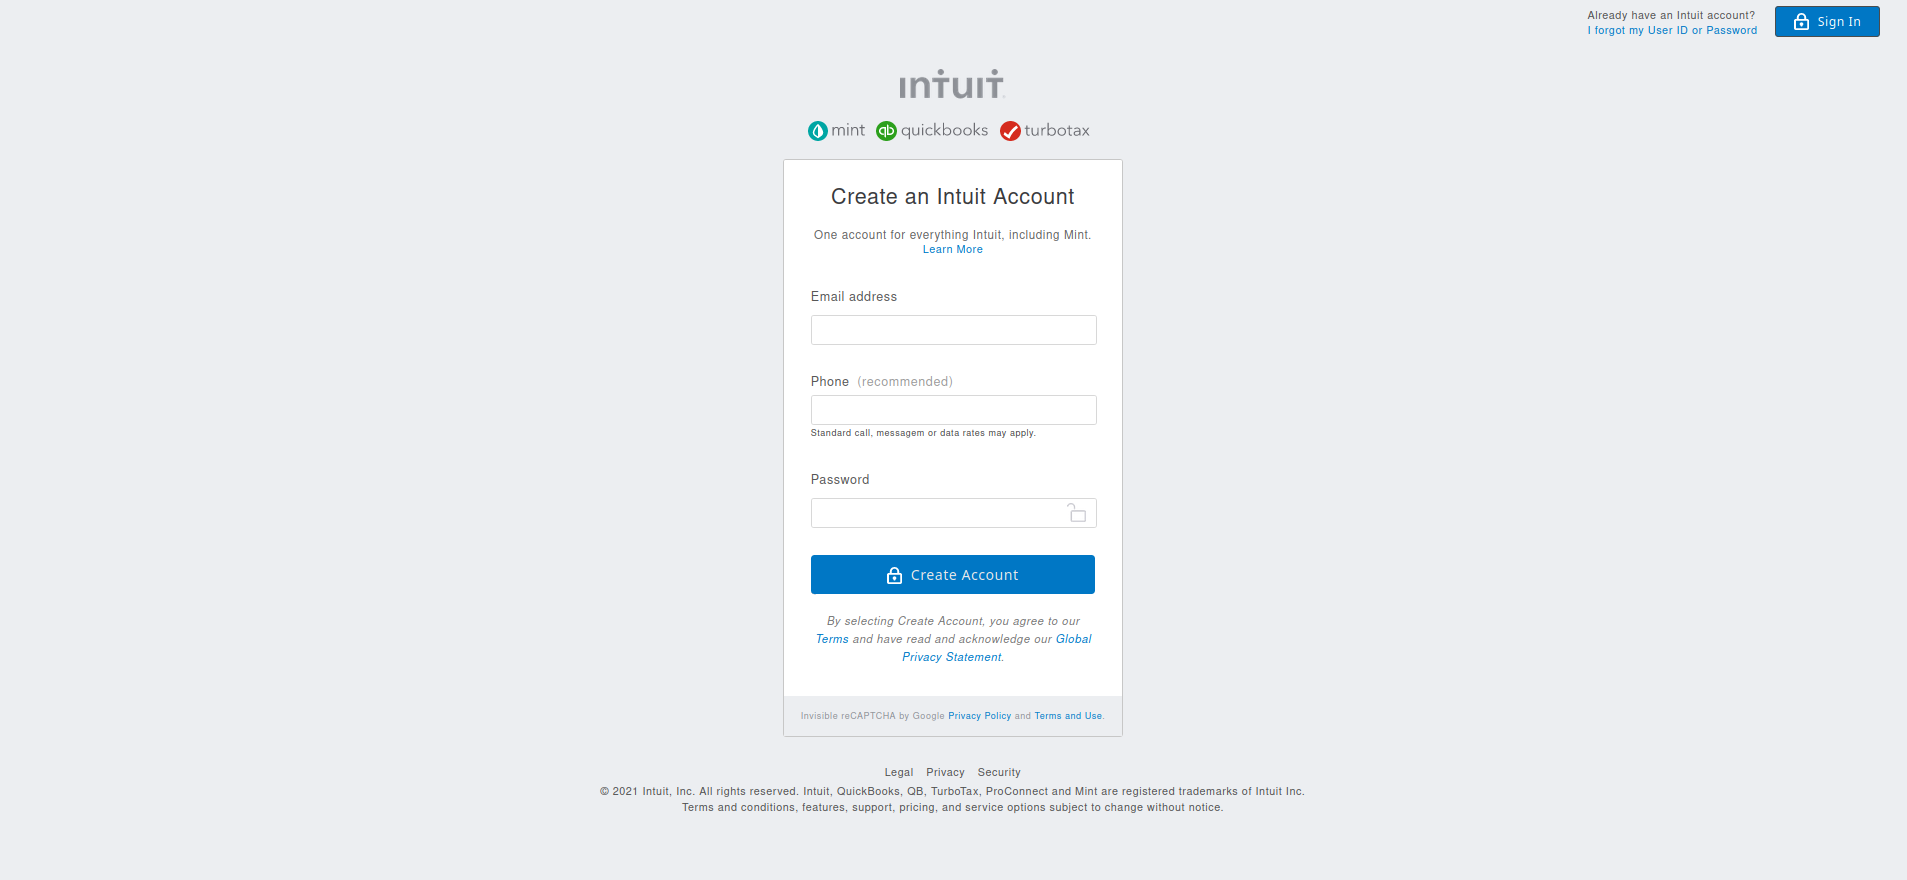 Already have an Intuit account?
I forgot my User ID or Password
Sign In
intuit
mint quickbooks turbotax
Create an Intuit Account
One account for everything Intuit, including Mint.
Learn More
Email address
Phone (recommended)
Standard call, messagem or data rates may apply.
Password
Create Account
By selecting Create Account, you agree to our
Terms and have read and acknowledge our Global
Privacy Statement.
Invisible reCAPTCHA by Google Privacy Policy and Terms and Use.
Legal Privacy Security
© 2021 Intuit, Inc. All rights reserved. Intuit, QuickBooks, QB, TurboTax, ProConnect and Mint are registered trademarks of Intuit Inc.
Terms and conditions, features, support, pricing, and service options subject to change without notice.